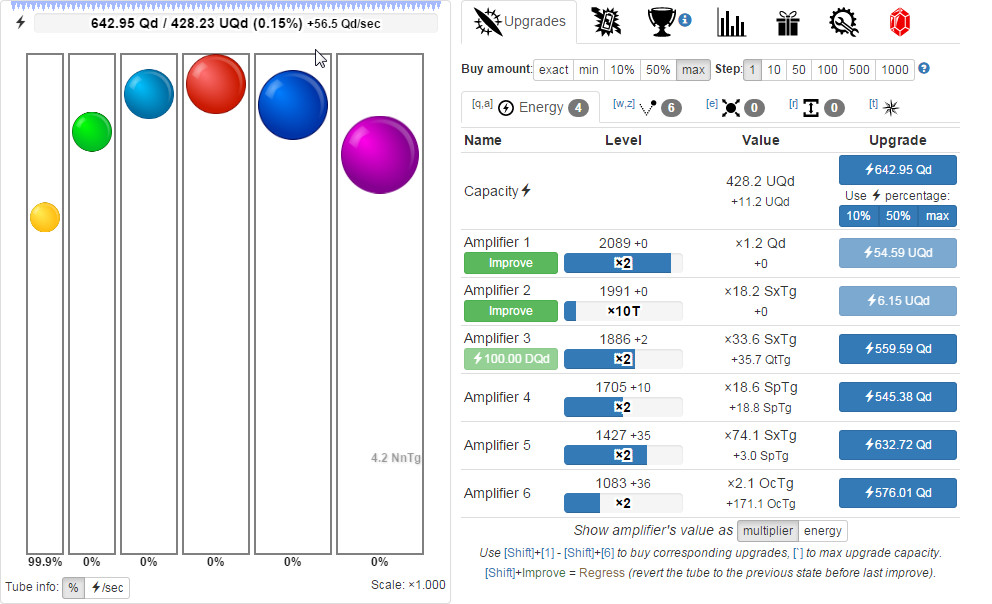 642.95 Qd / 428.23 UQd (0.15%) +56.5 Qd/sec
4.2 NnTg
99.9% 0% 0% 0% 0% 0%
Tube info: % /sec Scale: ×1.000
Upgrades
Buy amount: exact min 10% 50% max Step: 1 10 50 100 500 1000
[q,a] Energy 4 [w,z] 6 [e] 0 [r] 0 [t]
Name Level Value Upgrade
Capacity 428.2 UQd +11.2 UQd 642.95 Qd
Use percentage:
10% 50% max
Amplifier 1 2089 +0 ×1.2 Qd 54.59 UQd
Improve ×2 +0
Amplifier 2 1991 +0 ×18.2 SxTg 6.15 UQd
Improve ×10T +0
Amplifier 3 1886 +2 ×33.6 SxTg 559.59 Qd
100.00 DQd ×2 +35.7 QtTg
Amplifier 4 1705 +10 ×18.6 SpTg 545.38 Qd
×2 +18.8 SpTg
Amplifier 5 1427 +35 ×74.1 SxTg 632.72 Qd
×2 +3.0 SpTg
Amplifier 6 1083 +36 ×2.1 OcTg 576.01 Qd
×2 +171.1 OcTg
Show amplifier's value as multiplier energy
Use [Shift]+[1] - [Shift]+[6] to buy corresponding upgrades, [`] to max upgrade capacity.
[Shift]+Improve = Regress (revert the tube to the previous state before last improve).